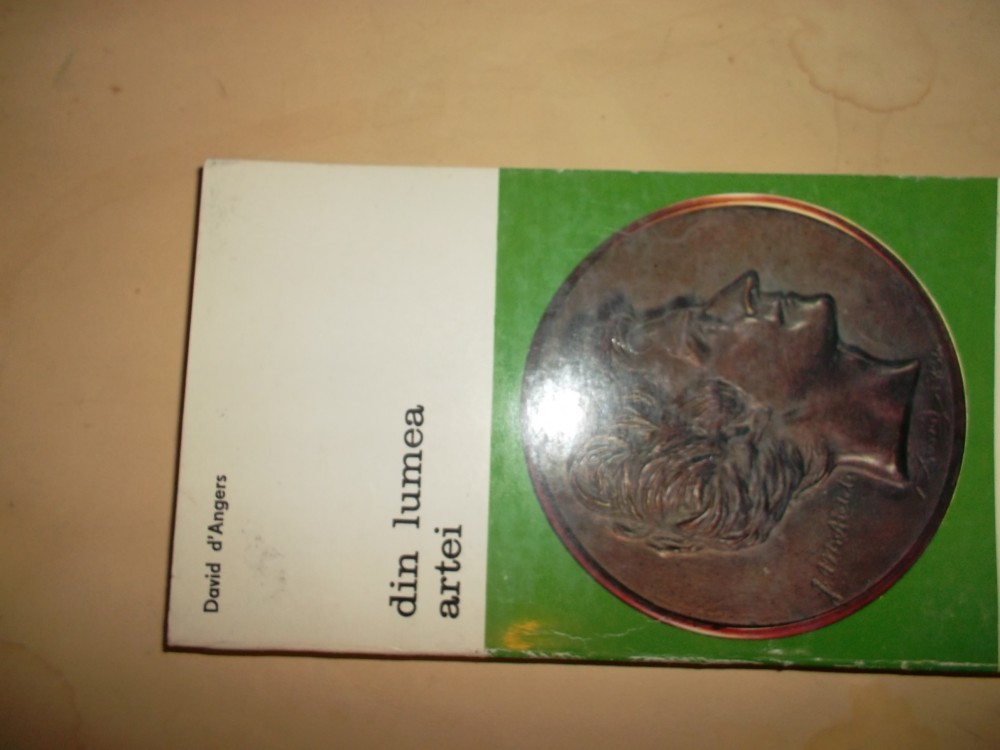 David d'Angers
din lumea
artei